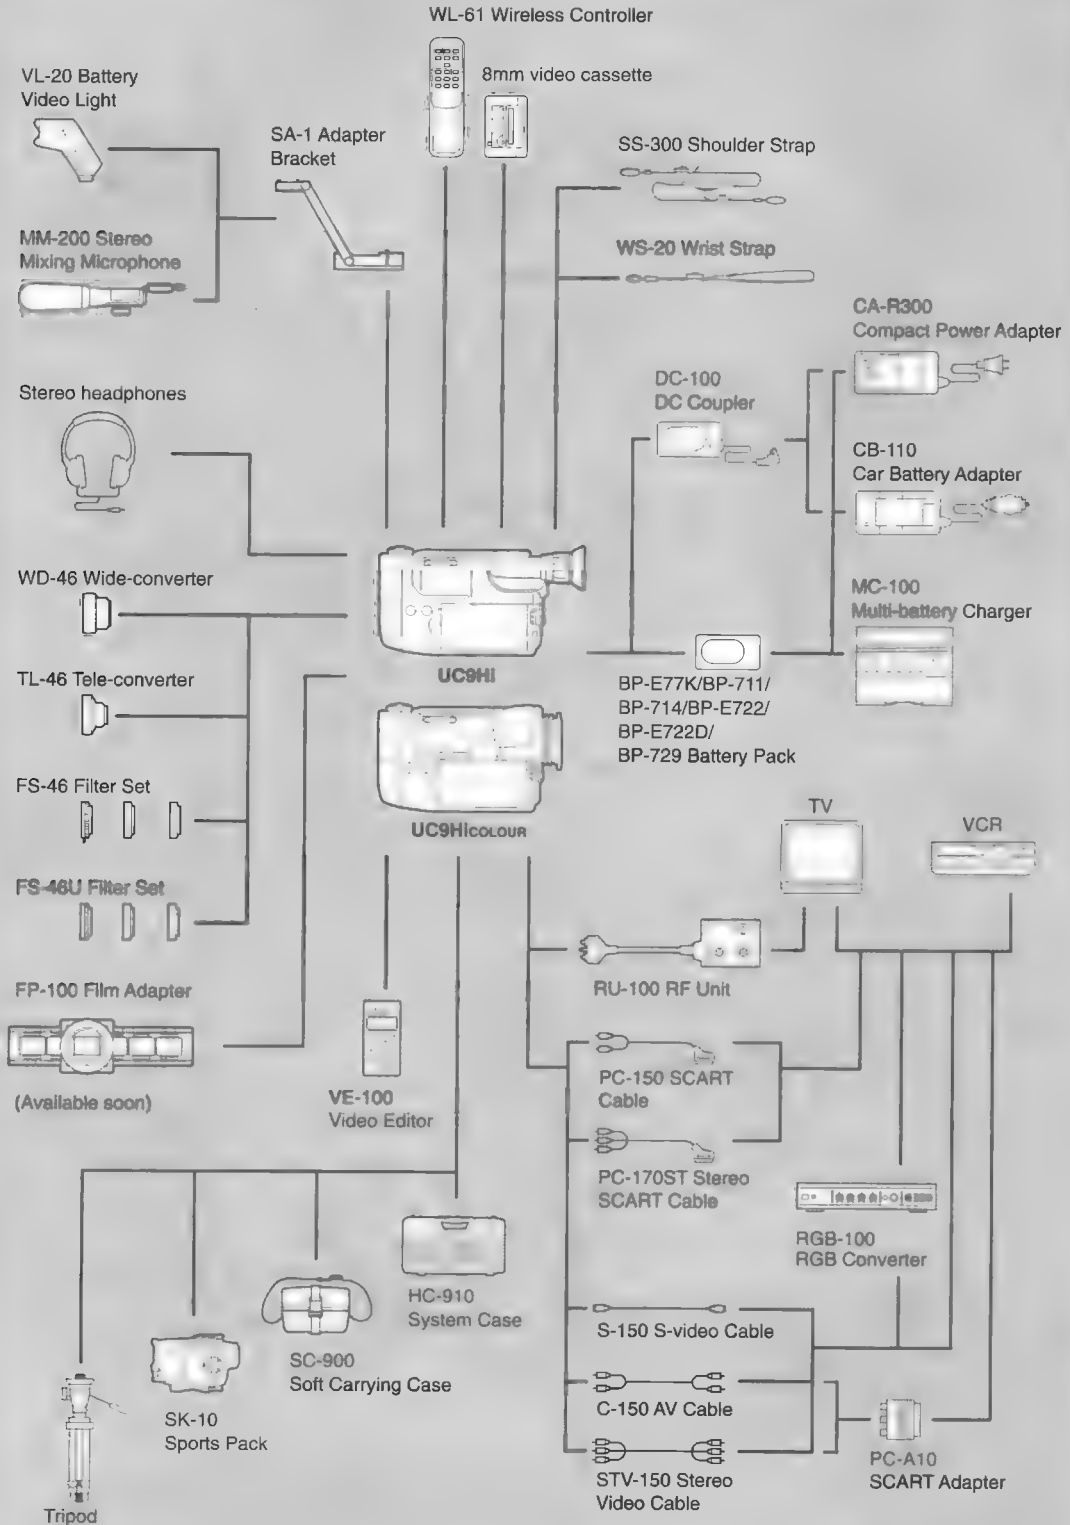 WL-61 Wireless Controller
8mm video cassette
VL-20 Battery
Video Light
SA-1 Adapter
Bracket
SS-300 Shoulder Strap
MM-200 Stereo
Mixing Microphone
WS-20 Wrist Strap
CA-R300
Compact Power Adapter
Stereo headphones
DC-100
DC Coupler
CB-110
Car Battery Adapter
WD-46 Wide-converter
MC-100
Multi-battery Charger
UC9Hi
TL-46 Tele-converter
BP-E77K/BP-711/
BP-714/BP-E722/
BP-E722D/
BP-729 Battery Pack
FS-46 Filter Set
UC9HiCOLOUR
TV
VCR
FS-46U Filter Set
FP-100 Film Adapter
(Available soon)
RU-100 RF Unit
VE-100
Video Editor
PC-150 SCART
Cable
PC-170ST Stereo
SCART Cable
RGB-100
RGB Converter
HC-910
System Case
S-150 S-video Cable
SC-900
Soft Carrying Case
C-150 AV Cable
SK-10
Sports Pack
PC-A10
SCART Adapter
STV-150 Stereo
Video Cable
Tripod